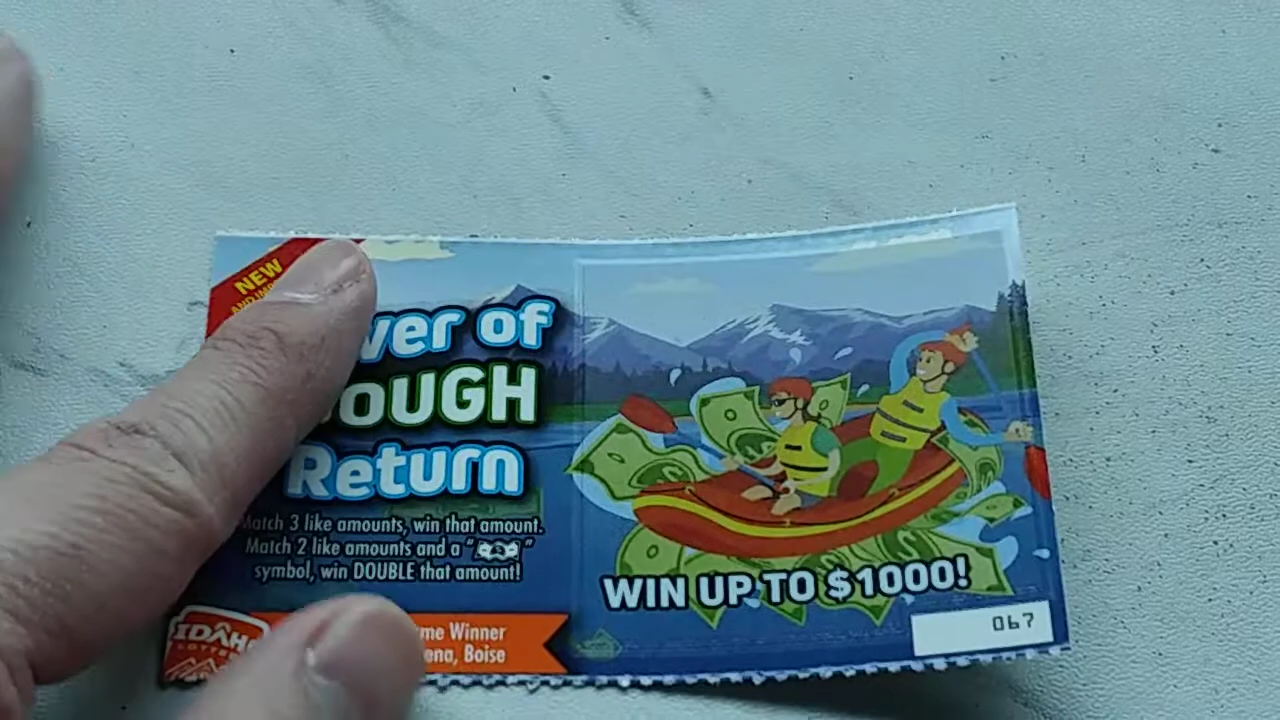 NEW
ver of
OUGH
Return
Match 3 like amounts, win that amount.
Match 2 like amounts and a " "
symbol, win DOUBLE that amount!
IDAH
me Winner
ena, Boise
WIN UP TO $1000!
067